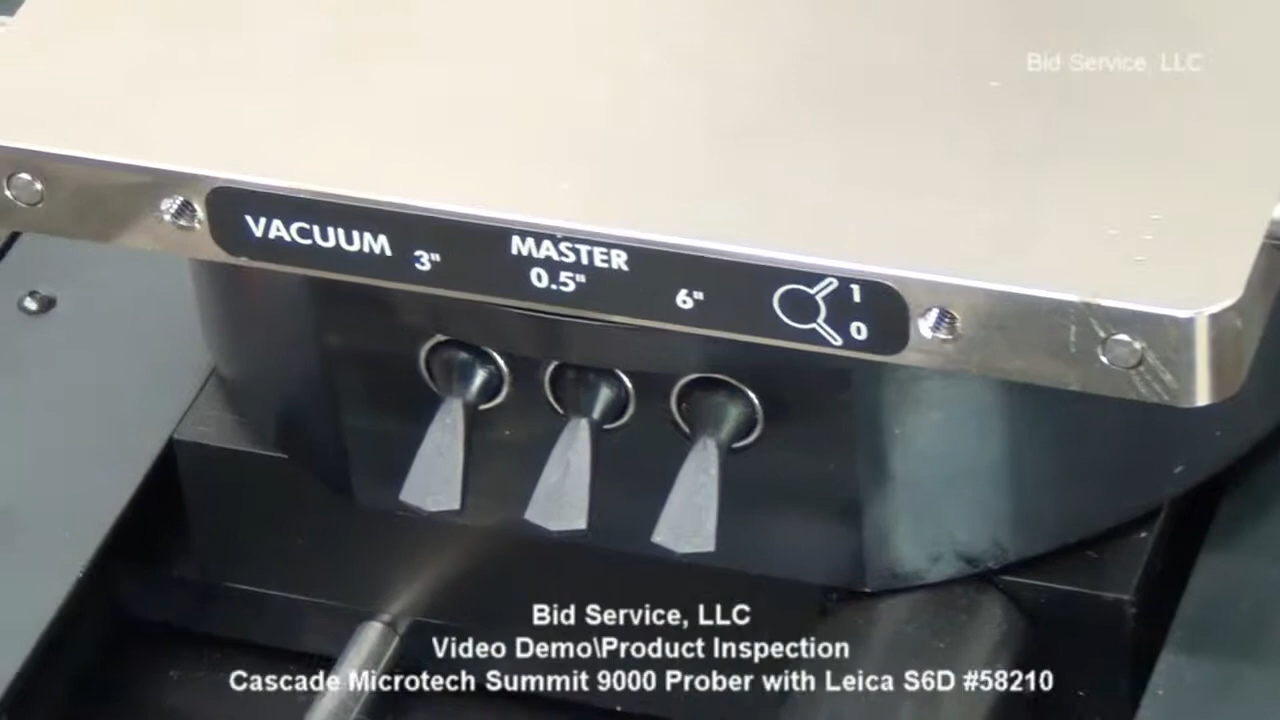 Bid Service, LLC
VACUUM
3"
MASTER
0.5"
6"
1
0
Bid Service, LLC
Video Demo\Product Inspection
Cascade Microtech Summit 9000 Prober with Leica S6D #58210